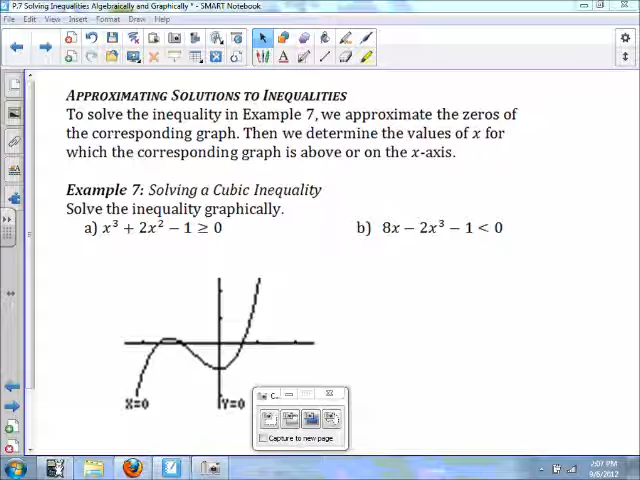 P.7 Solving Inequalities Algebraically and Graphically * - SMART Notebook
File Edit View Insert Format Draw Help
APPROXIMATING SOLUTIONS TO INEQUALITIES
To solve the inequality in Example 7, we approximate the zeros of
the corresponding graph. Then we determine the values of x for
which the corresponding graph is above or on the x-axis.
Example 7: Solving a Cubic Inequality
Solve the inequality graphically.
a) x³ + 2x² − 1 ≥ 0 b) 8x − 2x³ − 1 < 0
X=0 Y=0
C...
Capture to new page
2:07 PM
9/6/2012